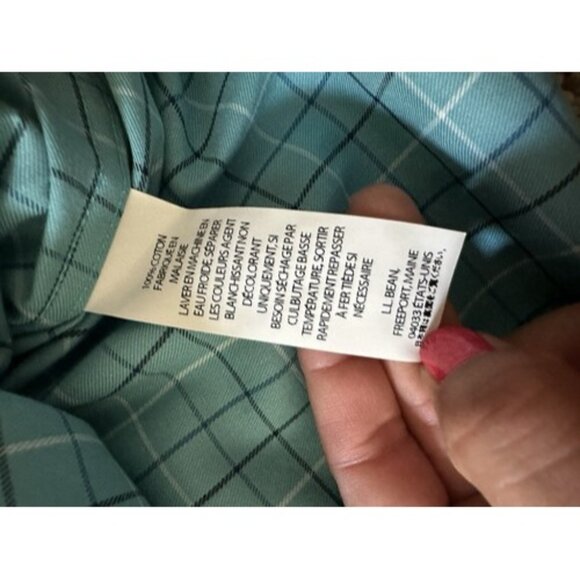 100% COTON
FABRIQUÉ EN
MALAISIE
LAVER EN MACHINE EN
EAU FROIDE, SÉPARER
LES COULEURS, AGENT
BLANCHISSANT NON
DÉCOLORANT
UNIQUEMENT, SI
BESOIN SÉCHAGE PAR
CULBUTAGE BASSE
TEMPÉRATURE, SORTIR
RAPIDEMENT, REPASSER
À FER TIÈDE SI
NÉCESSAIRE
L.L.BEAN,
FREEPORT, MAINE
04033 ÉTATS-UNIS